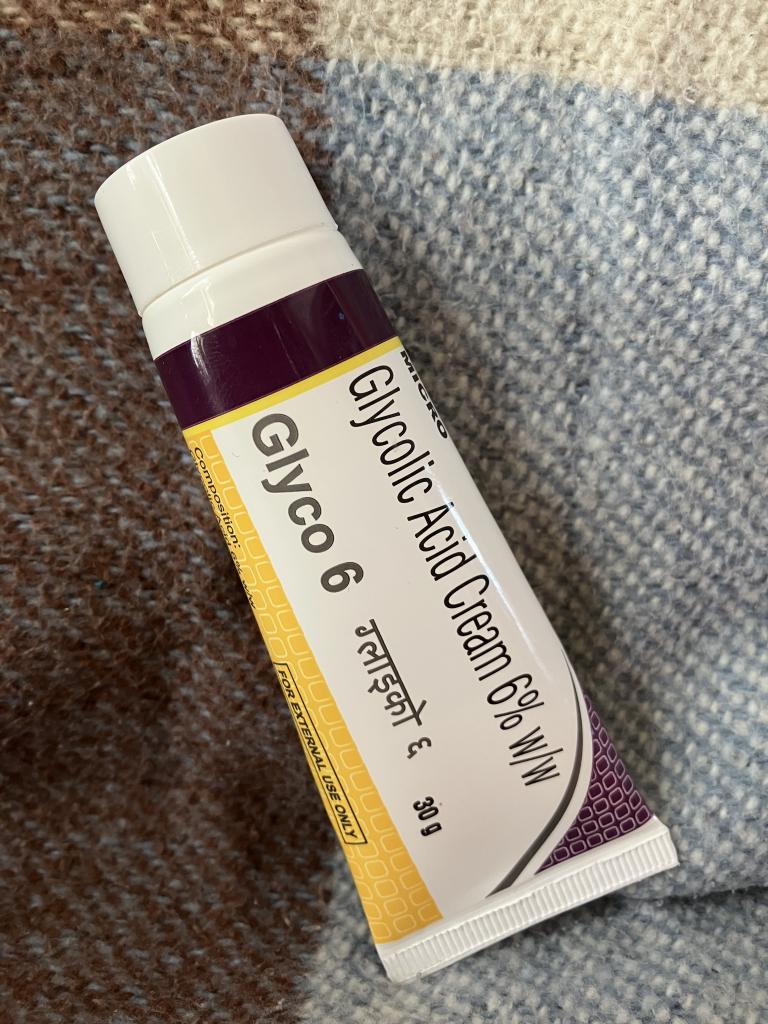 MICRO
Glycolic Acid Cream 6% w/w
Glyco 6
ग्लाइको ६
30 g
Composition:
FOR EXTERNAL USE ONLY